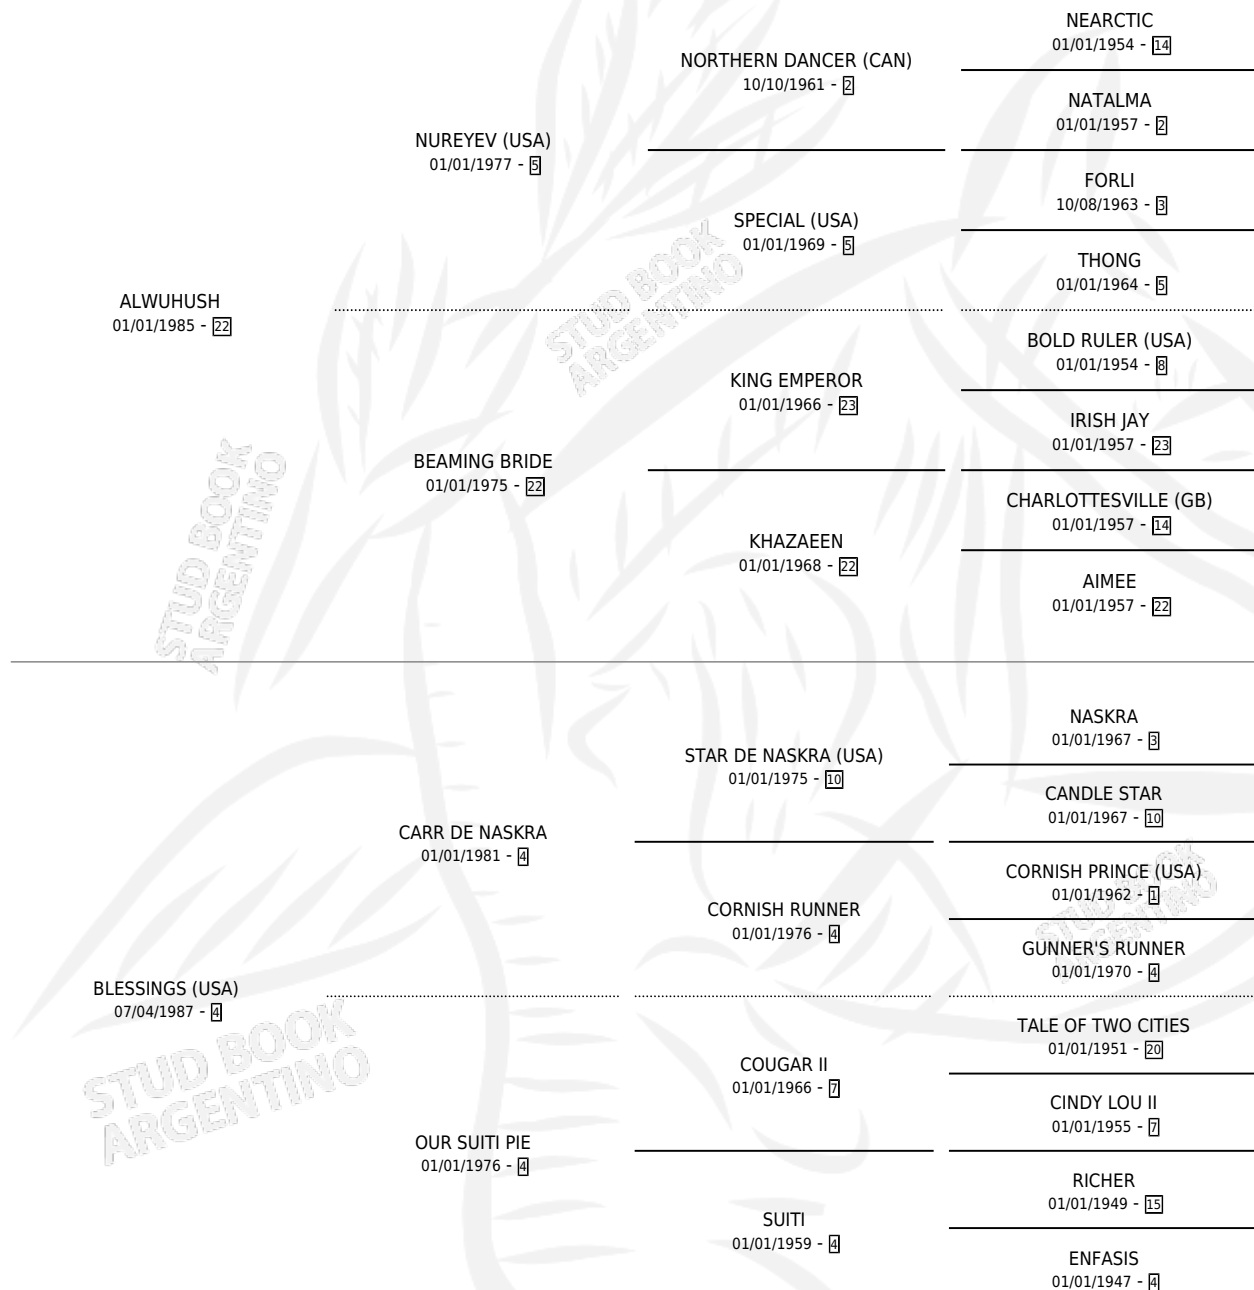 NEARCTIC
01/01/1954 - 14
NORTHERN DANCER (CAN)
10/10/1961 - 2
NATALMA
01/01/1957 - 2
NUREYEV (USA)
01/01/1977 - 5
FORLI
10/08/1963 - 3
SPECIAL (USA)
01/01/1969 - 5
THONG
01/01/1964 - 5
ALWUHUSH
01/01/1985 - 22
BOLD RULER (USA)
01/01/1954 - 8
KING EMPEROR
01/01/1966 - 23
IRISH JAY
01/01/1957 - 23
BEAMING BRIDE
01/01/1975 - 22
CHARLOTTESVILLE (GB)
01/01/1957 - 14
KHAZAEEN
01/01/1968 - 22
AIMEE
01/01/1957 - 22
NASKRA
01/01/1967 - 3
STAR DE NASKRA (USA)
01/01/1975 - 10
CANDLE STAR
01/01/1967 - 10
CARR DE NASKRA
01/01/1981 - 4
CORNISH PRINCE (USA)
01/01/1962 - 1
CORNISH RUNNER
01/01/1976 - 4
GUNNER'S RUNNER
01/01/1970 - 4
BLESSINGS (USA)
07/04/1987 - 4
TALE OF TWO CITIES
01/01/1951 - 20
COUGAR II
01/01/1966 - 7
CINDY LOU II
01/01/1955 - 7
OUR SUITI PIE
01/01/1976 - 4
RICHER
01/01/1949 - 15
SUITI
01/01/1959 - 4
ENFASIS
01/01/1947 - 4
STUD BOOK
ARGENTINO
STUD BOOK
ARGENTINO
STUD BOOK
ARGENTINO
STUD BOOK
ARGENTINO